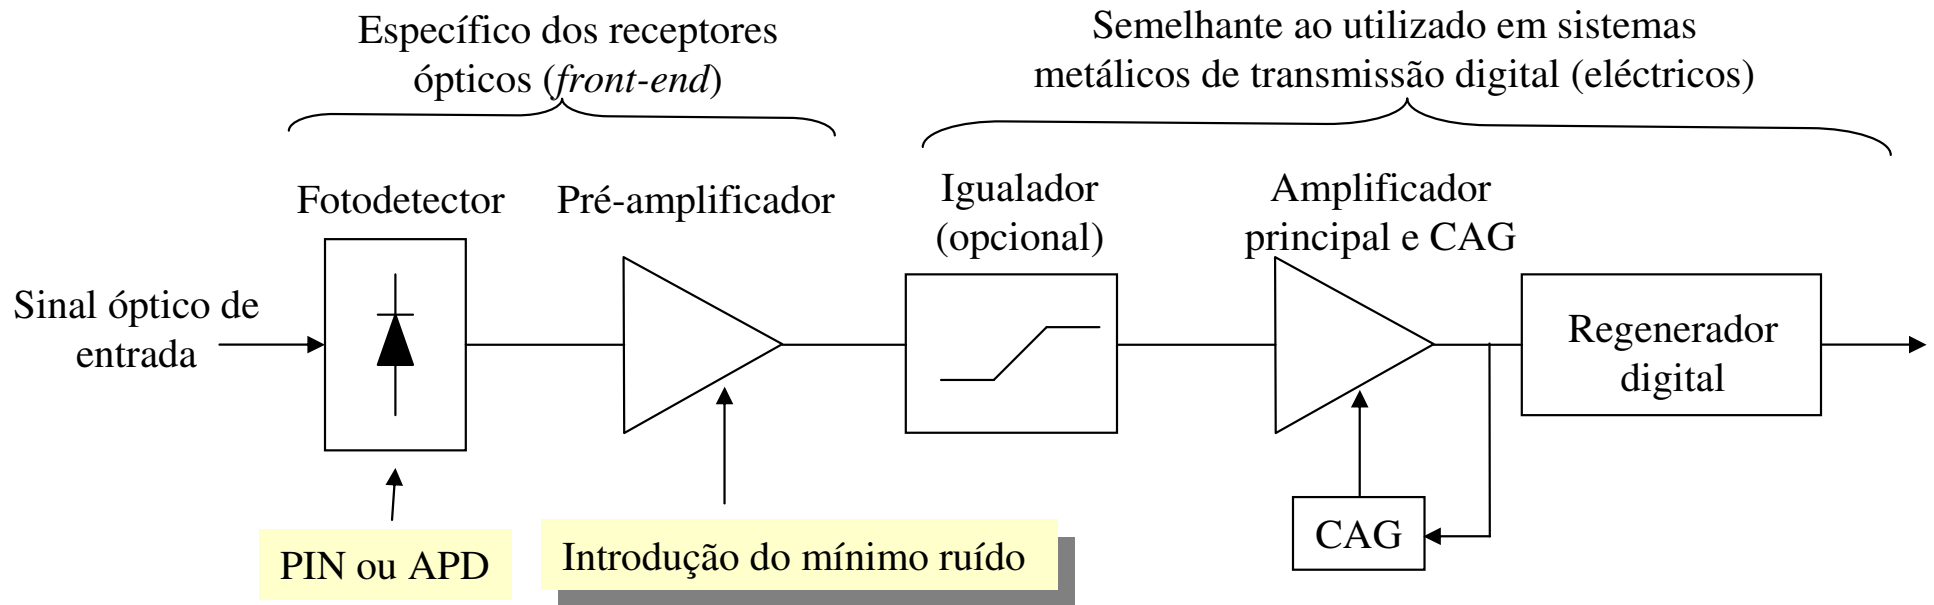 Específico dos receptores
ópticos (front-end)
Semelhante ao utilizado em sistemas
metálicos de transmissão digital (eléctricos)
Fotodetector
Pré-amplificador
Igualador
(opcional)
Amplificador
principal e CAG
Sinal óptico de
entrada
Regenerador
digital
CAG
PIN ou APD
Introdução do mínimo ruído